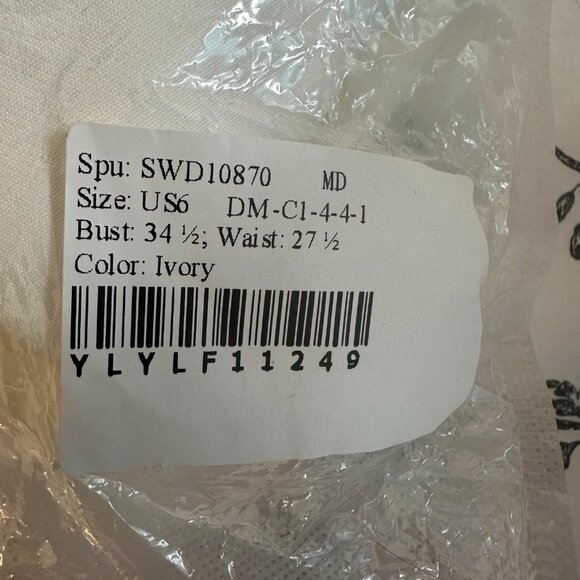 Spu: SWD10870 MD
Size: US6 DM-C1-4-4-1
Bust: 34 ½; Waist: 27 ½
Color: Ivory
YLYLF11249